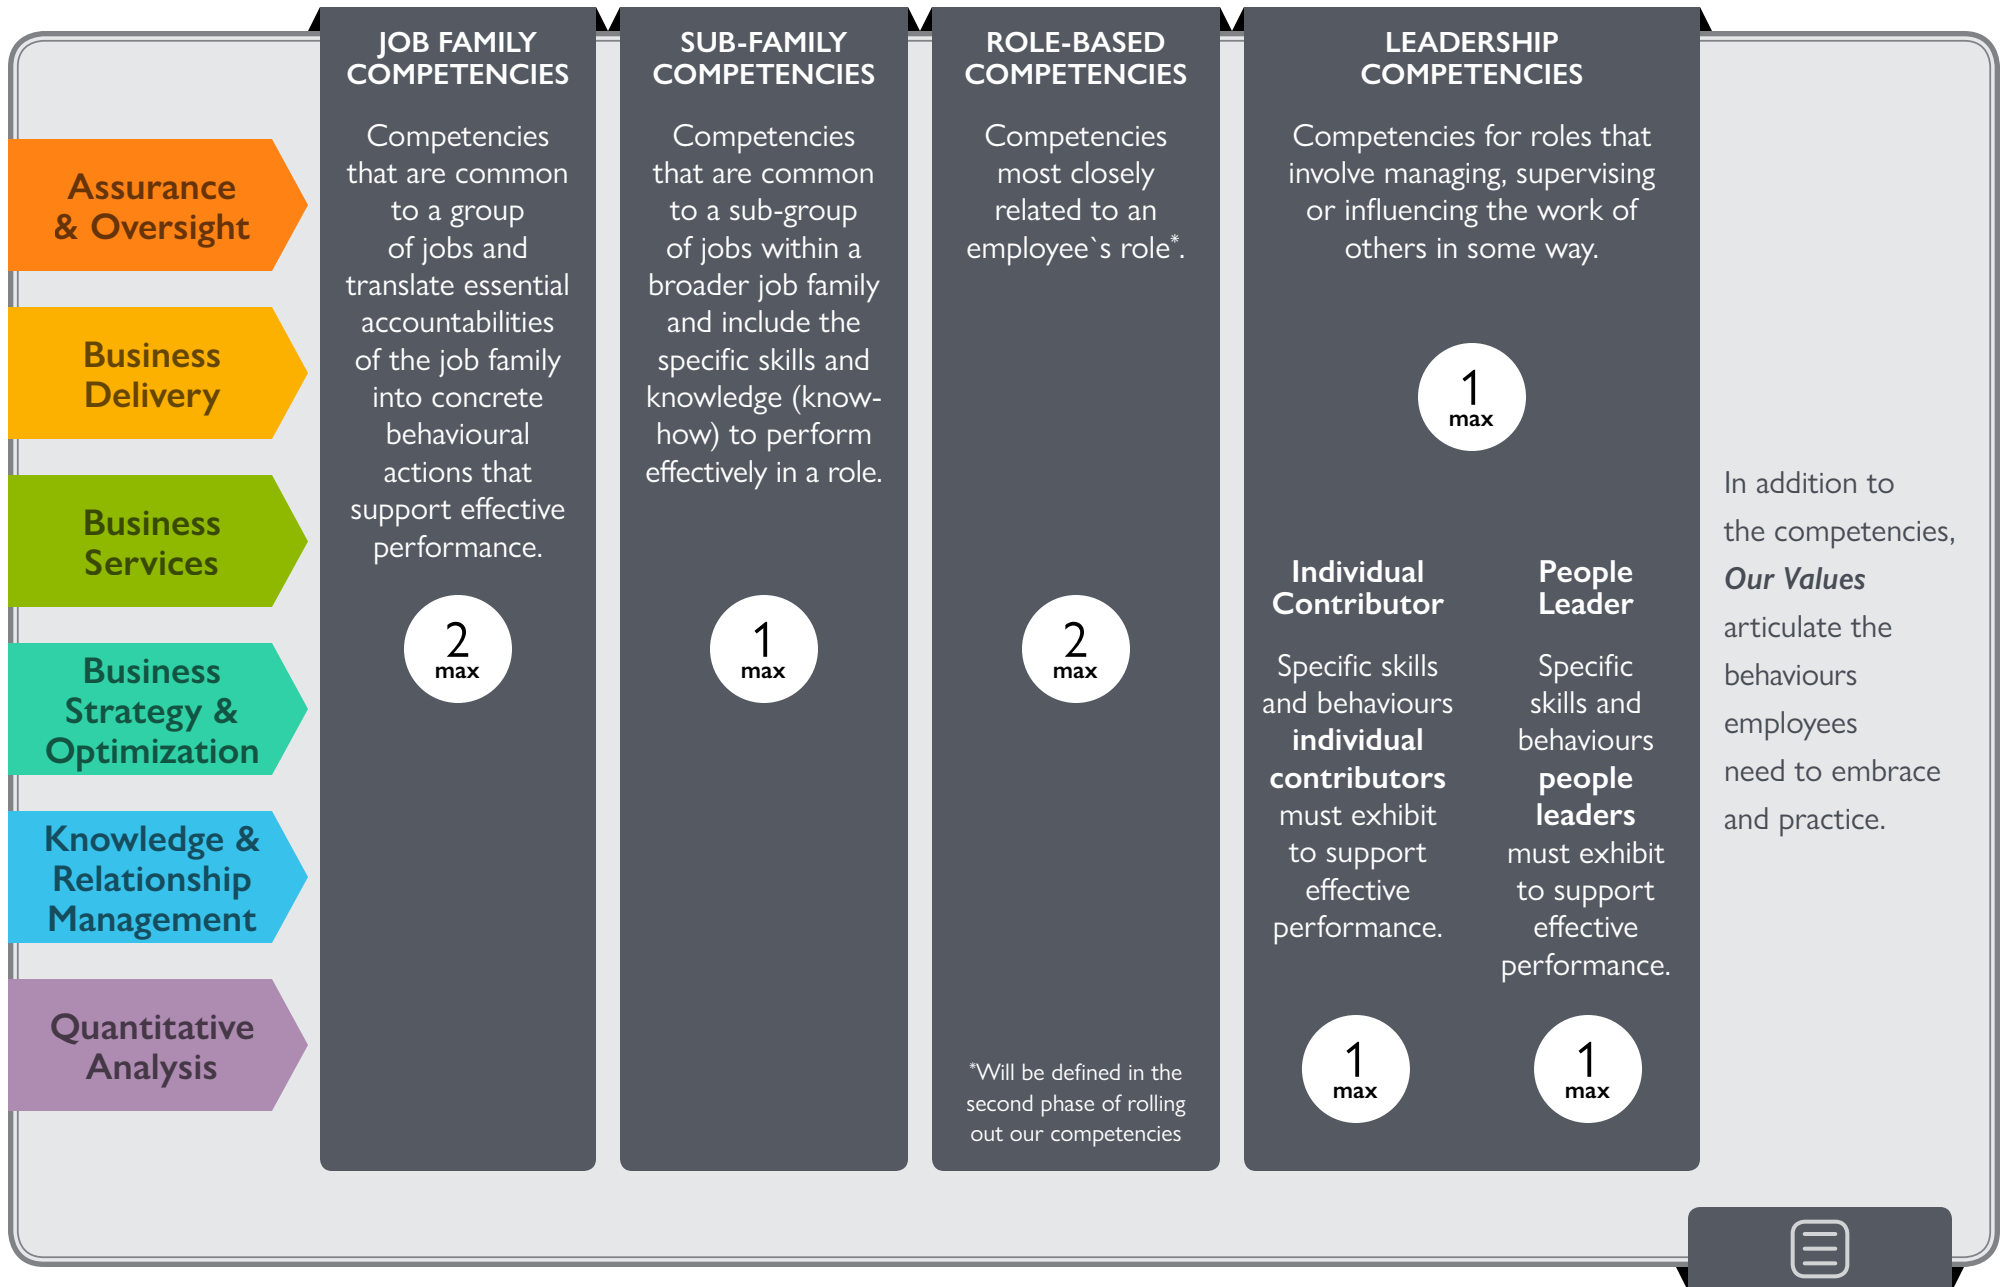 Assurance
& Oversight
Business
Delivery
Business
Services
Business
Strategy &
Optimization
Knowledge &
Relationship
Management
Quantitative
Analysis
JOB FAMILY
COMPETENCIES
Competencies
that are common
to a group
of jobs and
translate essential
accountabilities
of the job family
into concrete
behavioural
actions that
support effective
performance.
2
max
SUB-FAMILY
COMPETENCIES
Competencies
that are common
to a sub-group
of jobs within a
broader job family
and include the
specific skills and
knowledge (know-
how) to perform
effectively in a role.
1
max
ROLE-BASED
COMPETENCIES
Competencies
most closely
related to an
employee`s role*.
2
max
*Will be defined in the
second phase of rolling
out our competencies
LEADERSHIP
COMPETENCIES
Competencies for roles that
involve managing, supervising
or influencing the work of
others in some way.
1
max
Individual
Contributor
Specific skills
and behaviours
individual
contributors
must exhibit
to support
effective
performance.
1
max
People
Leader
Specific
skills and
behaviours
people
leaders
must exhibit
to support
effective
performance.
1
max
In addition to
the competencies,
Our Values
articulate the
behaviours
employees
need to embrace
and practice.